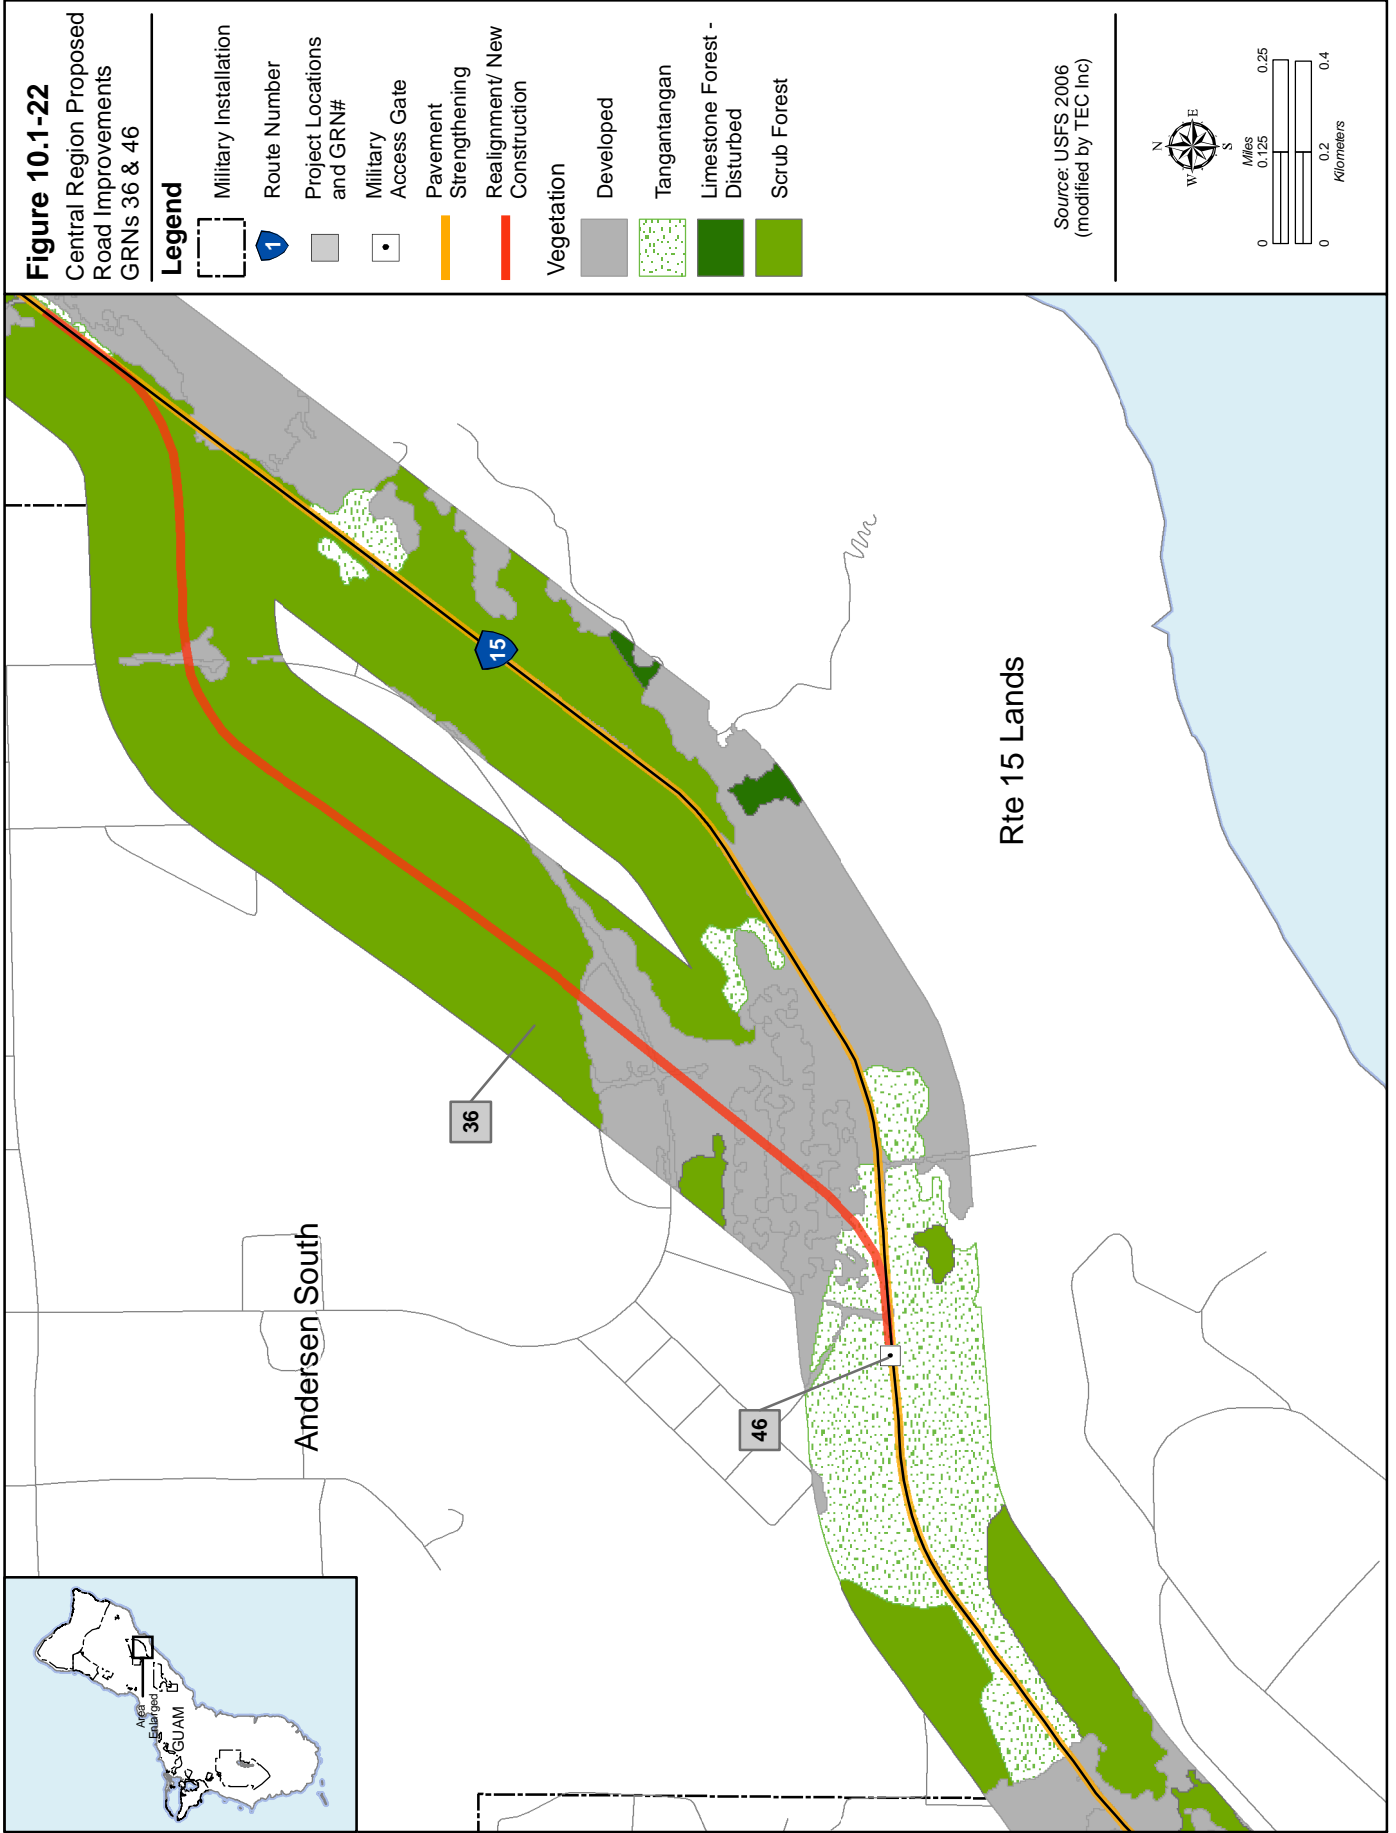 Figure 10.1-22
Central Region Proposed
Road Improvements
GRNs 36 & 46
Legend
Military Installation
1
Route Number
Project Locations
and GRN#
Military
Access Gate
Pavement
Strengthening
Realignment/ New
Construction
Vegetation
Developed
Tangantangan
Limestone Forest -
Disturbed
Scrub Forest
Source: USFS 2006
(modified by TEC Inc)
N
W
E
S
Miles
0
0.125
0.25
0
0.2
0.4
Kilometers
Andersen South
36
15
46
Rte 15 Lands
Area
Enlarged
GUAM